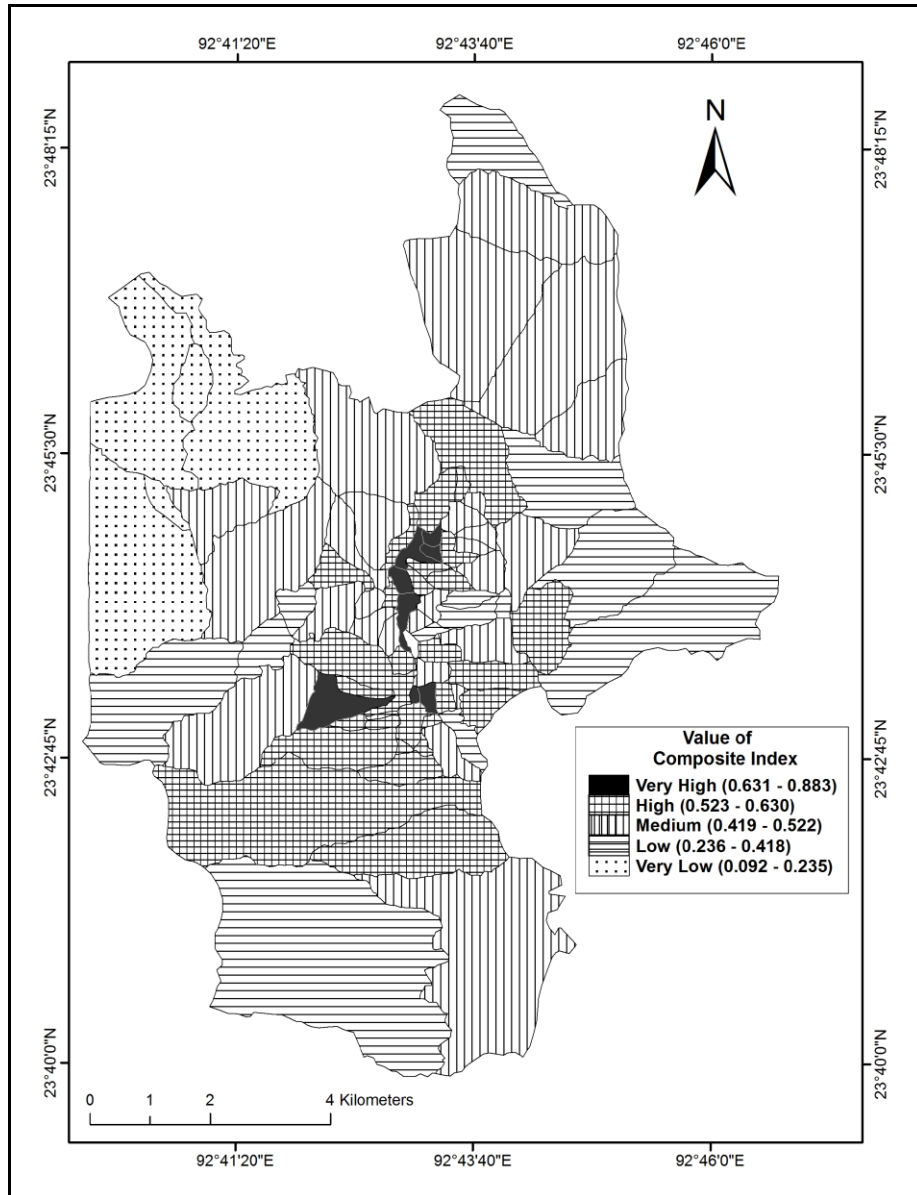 92°41'20"E 92°43'40"E 92°46'0"E
23°48'15"N 23°48'15"N
N
23°45'30"N 23°45'30"N
23°42'45"N 23°42'45"N
Value of
Composite Index
Very High (0.631 - 0.883)
High (0.523 - 0.630)
Medium (0.419 - 0.522)
Low (0.236 - 0.418)
Very Low (0.092 - 0.235)
23°40'0"N 23°40'0"N
0 1 2 4 Kilometers
92°41'20"E 92°43'40"E 92°46'0"E